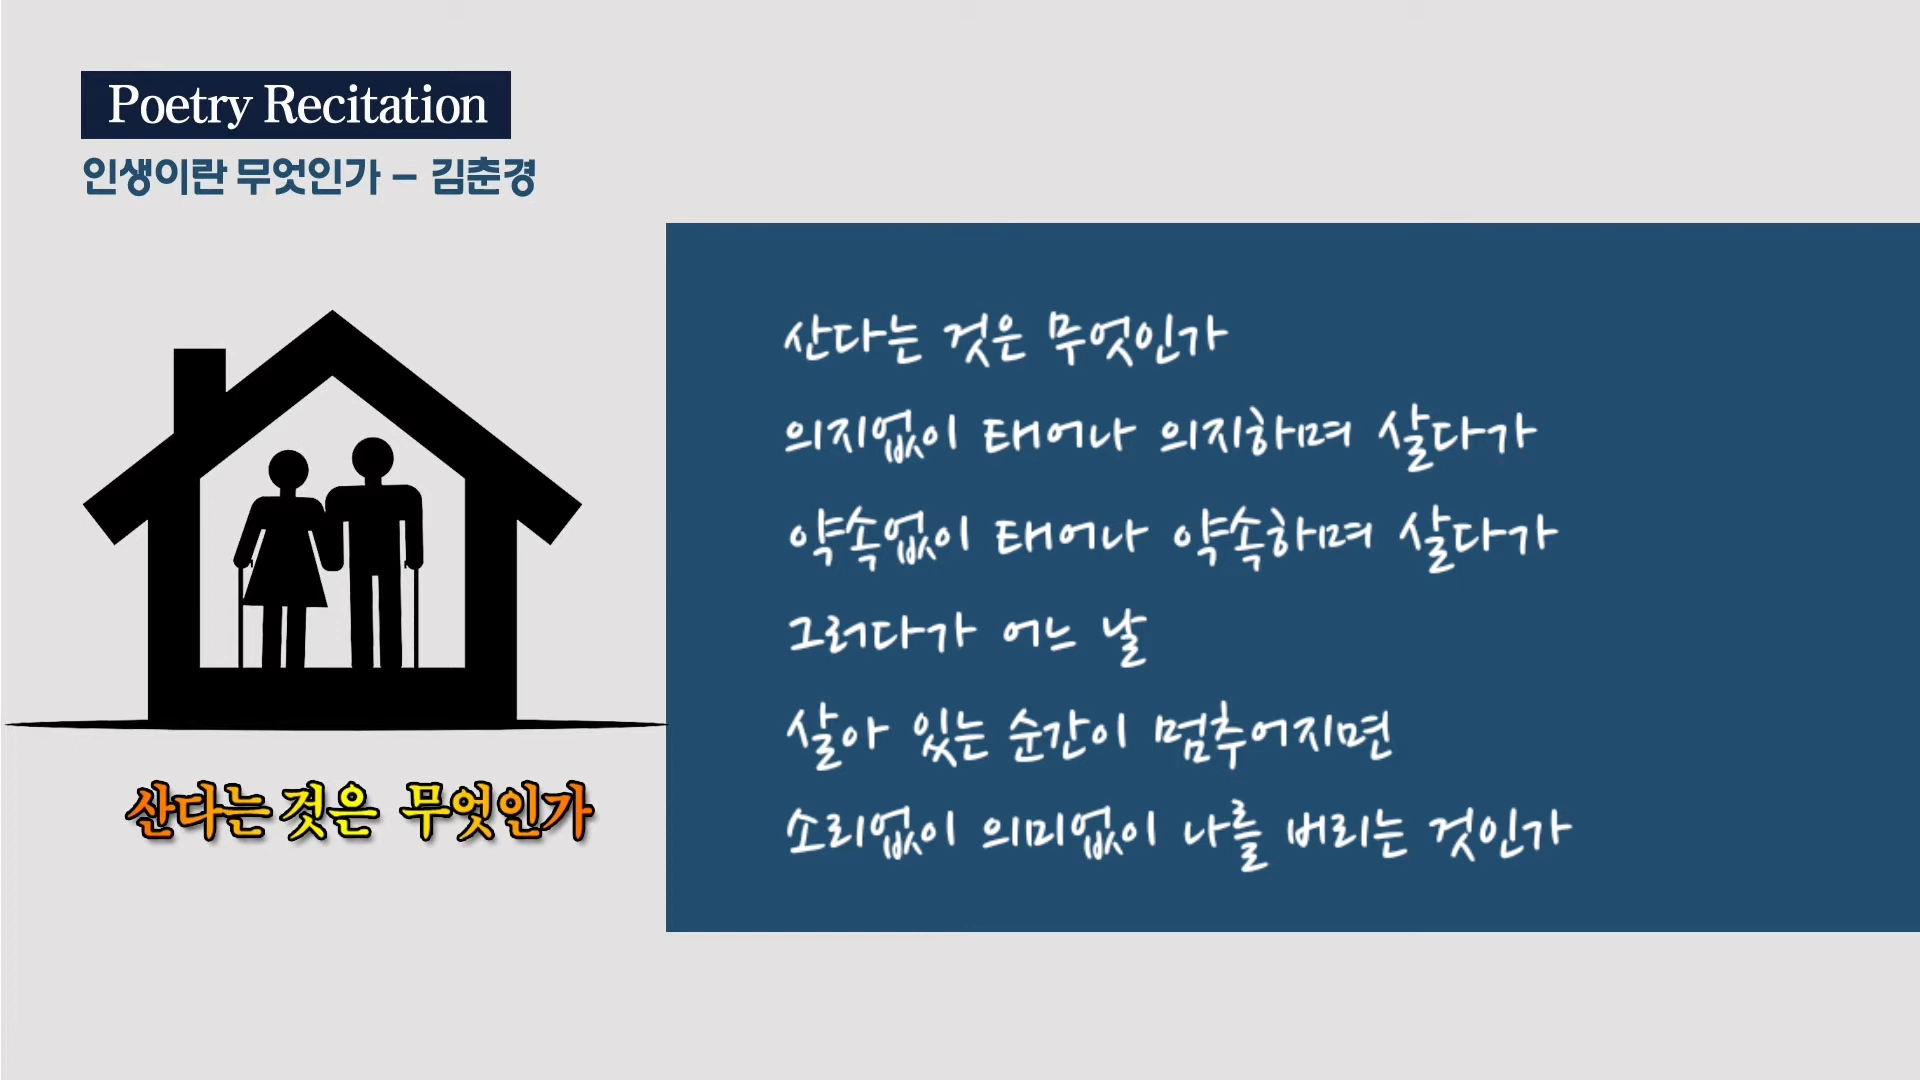 Poetry Recitation
인생이란 무엇인가 – 김춘경
산다는 것은 무엇인가
의지없이 태어나 의지하며 살다가
약속없이 태어나 약속하며 살다가
그러다가 어느 날
살아 있는 순간이 멈추어지면
소리없이 의미없이 나를 버리는 것인가
산다는 것은 무엇인가